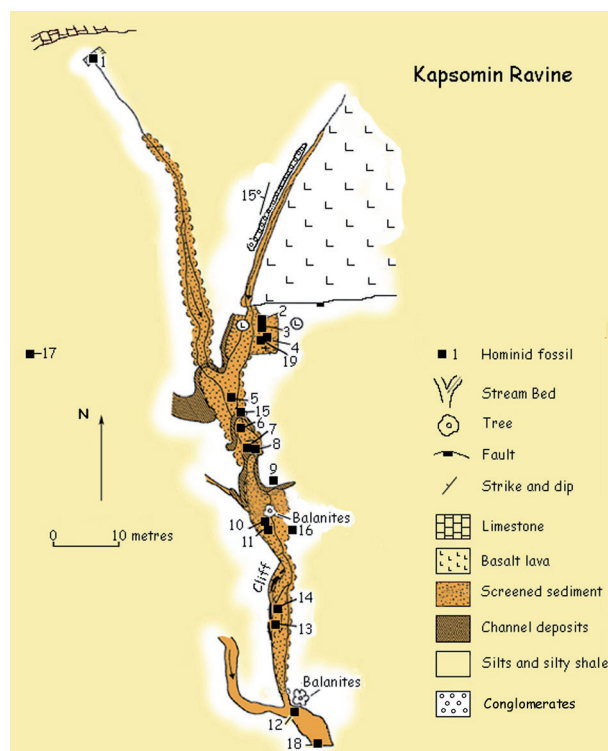 Kapsomin Ravine
1
15°
L
L
2
3
4
19
17
5
15
6
7
8
9
N
Balanites
10
11
16
0 10 metres
Cliff
14
13
Balanites
12
18
1 Hominid fossil
Stream Bed
Tree
Fault
Strike and dip
Limestone
Basalt lava
Screened sediment
Channel deposits
Silts and silty shale
Conglomerates